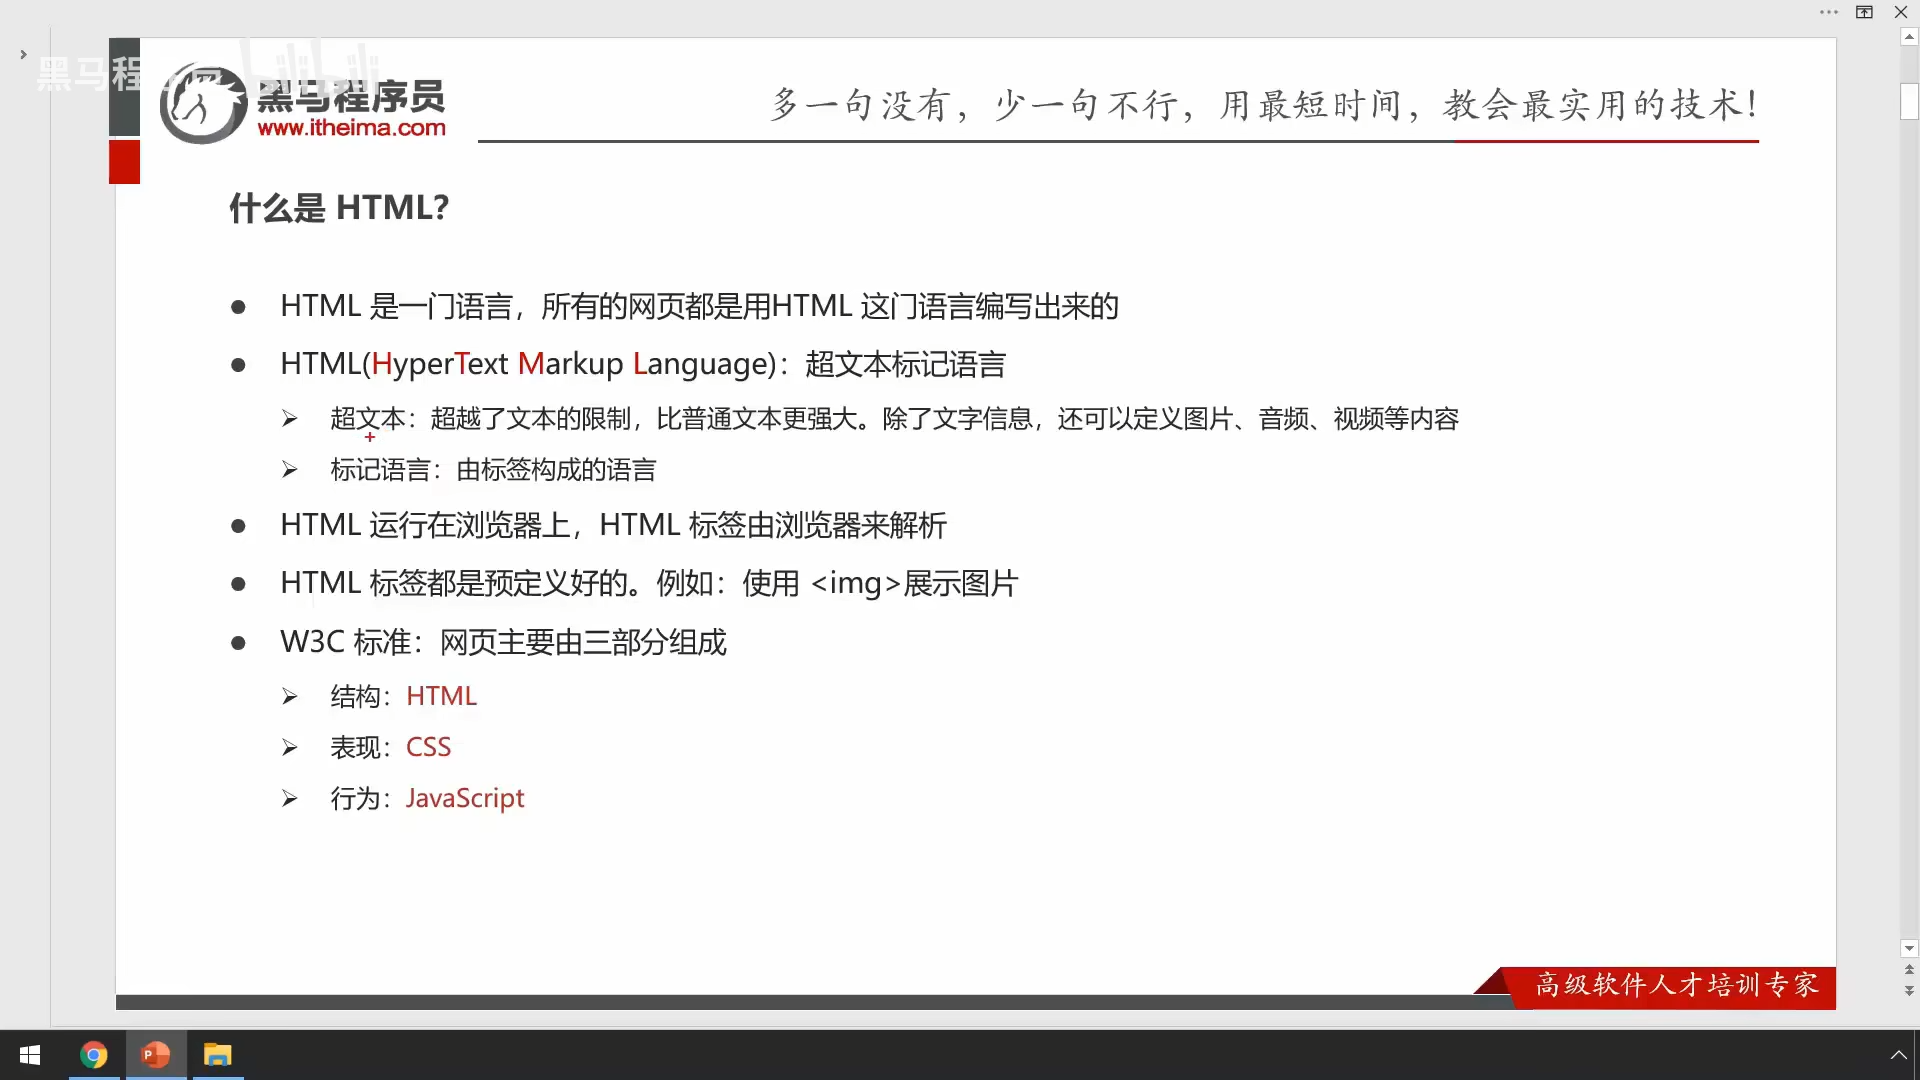 黑马程序员
www.itheima.com
多一句没有，少一句不行，用最短时间，教会最实用的技术！
什么是 HTML?
● HTML 是一门语言，所有的网页都是用HTML 这门语言编写出来的
● HTML(HyperText Markup Language)：超文本标记语言
➢ 超文本：超越了文本的限制，比普通文本更强大。除了文字信息，还可以定义图片、音频、视频等内容
➢ 标记语言：由标签构成的语言
● HTML 运行在浏览器上，HTML 标签由浏览器来解析
● HTML 标签都是预定义好的。例如：使用 <img>展示图片
● W3C 标准：网页主要由三部分组成
➢ 结构：HTML
➢ 表现：CSS
➢ 行为：JavaScript
高级软件人才培训专家